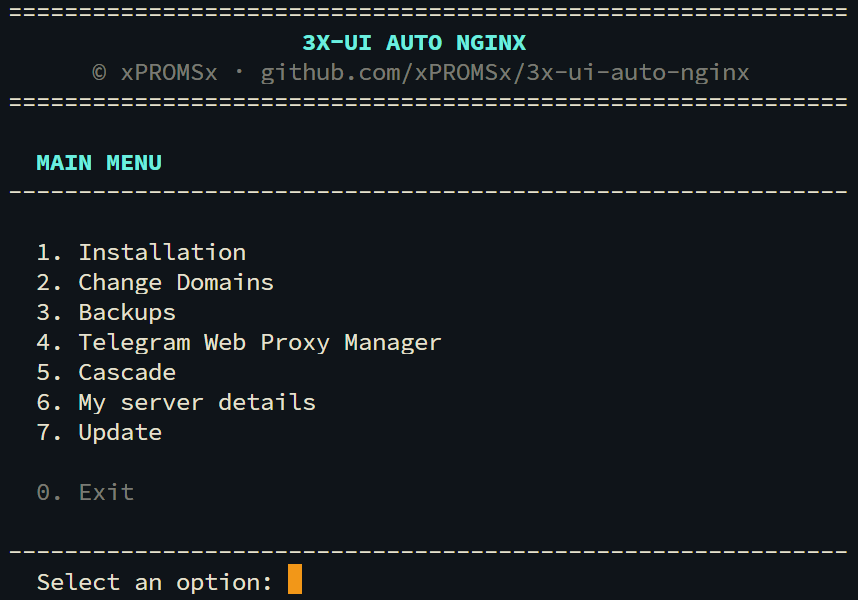 ============================================================
3X-UI AUTO NGINX
© xPROMSx · github.com/xPROMSx/3x-ui-auto-nginx
============================================================
MAIN MENU
------------------------------------------------------------
1. Installation
2. Change Domains
3. Backups
4. Telegram Web Proxy Manager
5. Cascade
6. My server details
7. Update
0. Exit
------------------------------------------------------------
Select an option: